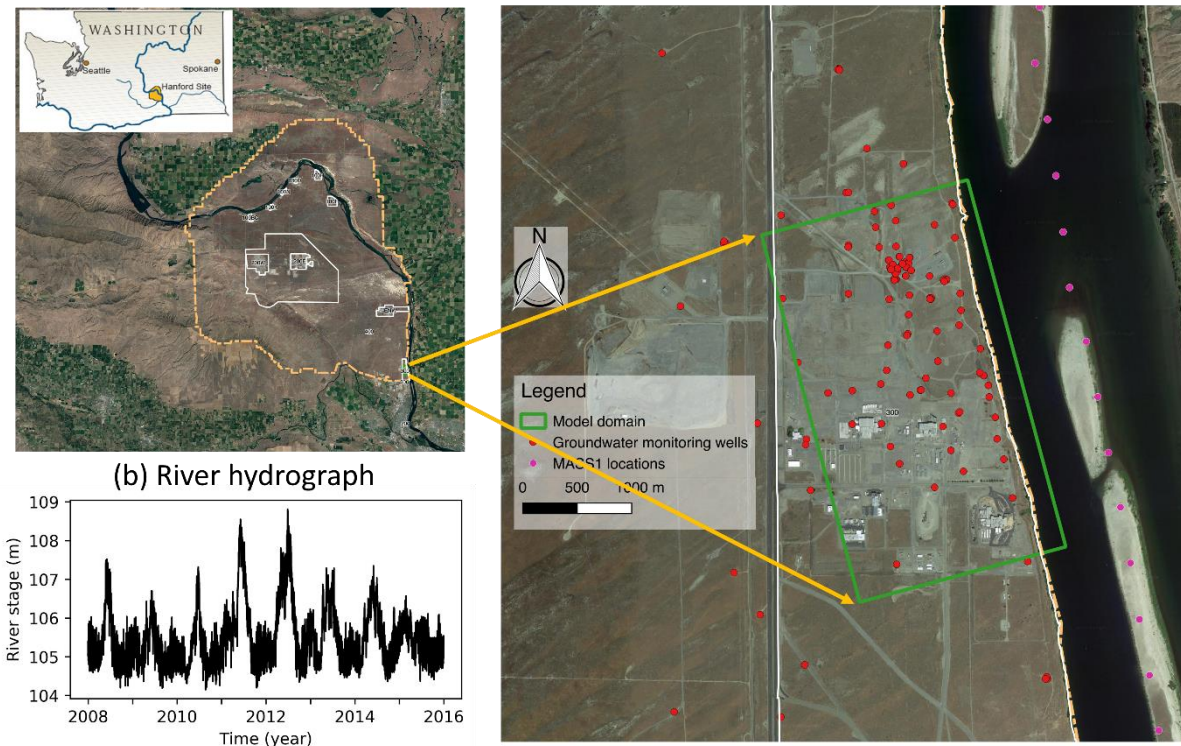 WASHINGTON
Seattle
Spokane
Hanford Site
(b) River hydrograph
River stage (m)
109
108
107
106
105
104
2008
2010
2012
2014
2016
Time (year)
N
Legend
Model domain
Groundwater monitoring wells
MASS1 locations
0 500 1000 m
300